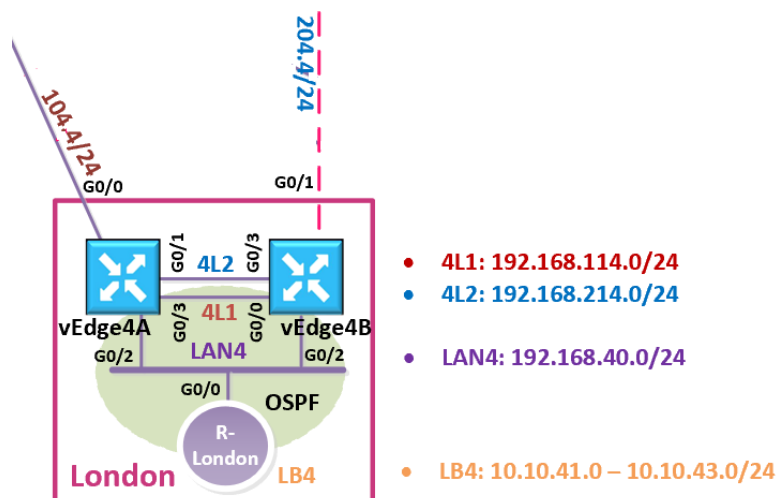 204.4/24
104.4/24
G0/0
G0/1
G0/1
G0/3
4L2
4L1
G0/3
G0/0
vEdge4A
vEdge4B
G0/2
LAN4
G0/2
G0/0
OSPF
R-
London
LB4
London
• 4L1: 192.168.114.0/24
• 4L2: 192.168.214.0/24
• LAN4: 192.168.40.0/24
• LB4: 10.10.41.0 – 10.10.43.0/24